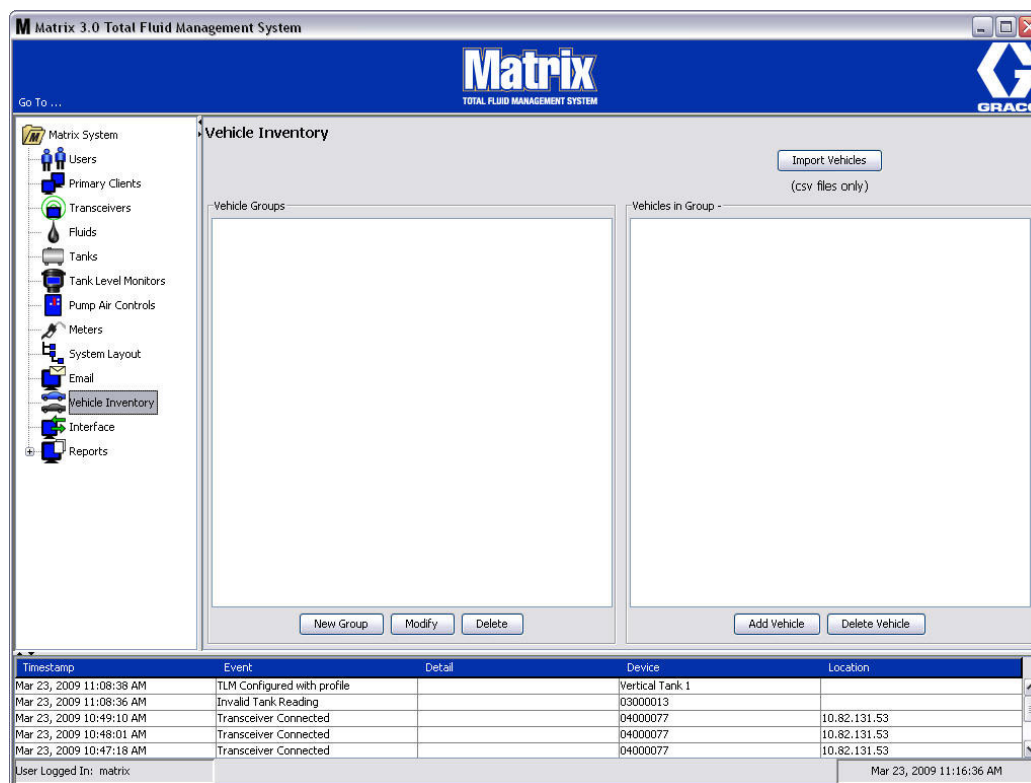 Matrix 3.0 Total Fluid Management System
Matrix
TOTAL FLUID MANAGEMENT SYSTEM
Go To ...
GRACO
Matrix System
Users
Primary Clients
Transceivers
Fluids
Tanks
Tank Level Monitors
Pump Air Controls
Meters
System Layout
Email
Vehicle Inventory
Interface
Reports
Vehicle Inventory
Import Vehicles
(csv files only)
Vehicle Groups
Vehicles in Group -
New Group Modify Delete
Add Vehicle Delete Vehicle
Timestamp Event Detail Device Location
Mar 23, 2009 11:08:38 AM TLM Configured with profile Vertical Tank 1
Mar 23, 2009 11:08:36 AM Invalid Tank Reading 03000013
Mar 23, 2009 10:49:10 AM Transceiver Connected 04000077 10.82.131.53
Mar 23, 2009 10:48:01 AM Transceiver Connected 04000077 10.82.131.53
Mar 23, 2009 10:47:18 AM Transceiver Connected 04000077 10.82.131.53
User Logged In: matrix Mar 23, 2009 11:16:36 AM